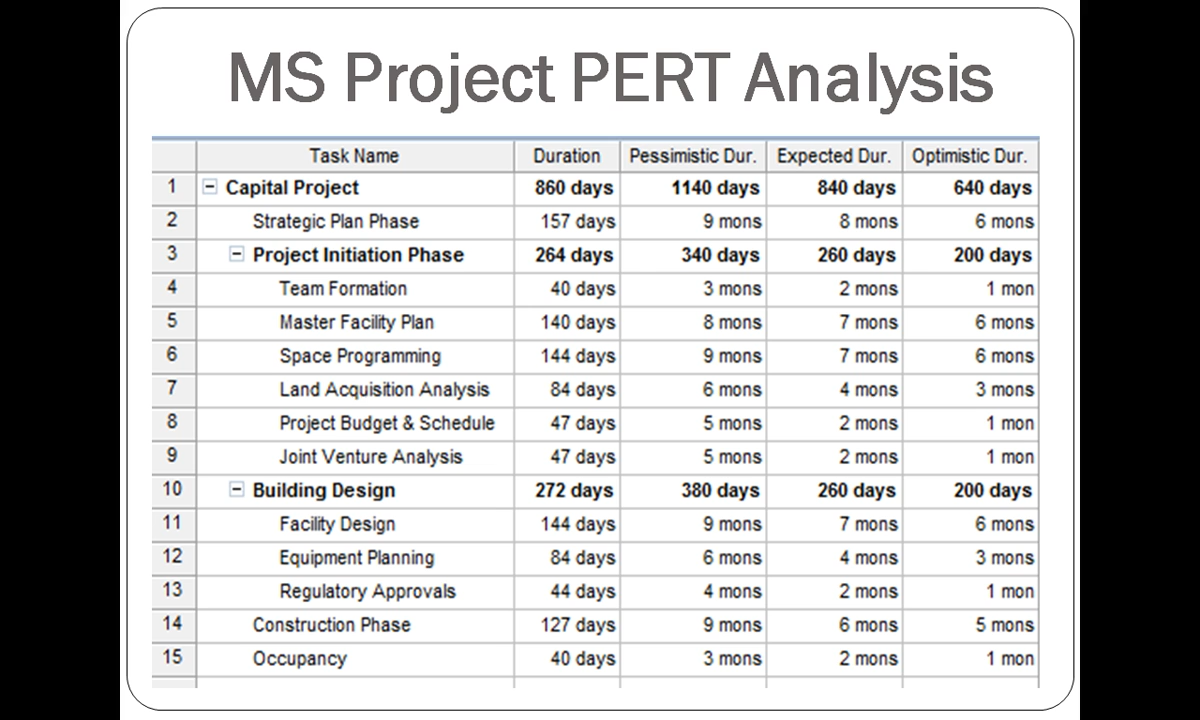 MS Project PERT Analysis
Task Name Duration Pessimistic Dur. Expected Dur. Optimistic Dur.
1 Capital Project 860 days 1140 days 840 days 640 days
2 Strategic Plan Phase 157 days 9 mons 8 mons 6 mons
3 Project Initiation Phase 264 days 340 days 260 days 200 days
4 Team Formation 40 days 3 mons 2 mons 1 mon
5 Master Facility Plan 140 days 8 mons 7 mons 6 mons
6 Space Programming 144 days 9 mons 7 mons 6 mons
7 Land Acquisition Analysis 84 days 6 mons 4 mons 3 mons
8 Project Budget & Schedule 47 days 5 mons 2 mons 1 mon
9 Joint Venture Analysis 47 days 5 mons 2 mons 1 mon
10 Building Design 272 days 380 days 260 days 200 days
11 Facility Design 144 days 9 mons 7 mons 6 mons
12 Equipment Planning 84 days 6 mons 4 mons 3 mons
13 Regulatory Approvals 44 days 4 mons 2 mons 1 mon
14 Construction Phase 127 days 9 mons 6 mons 5 mons
15 Occupancy 40 days 3 mons 2 mons 1 mon